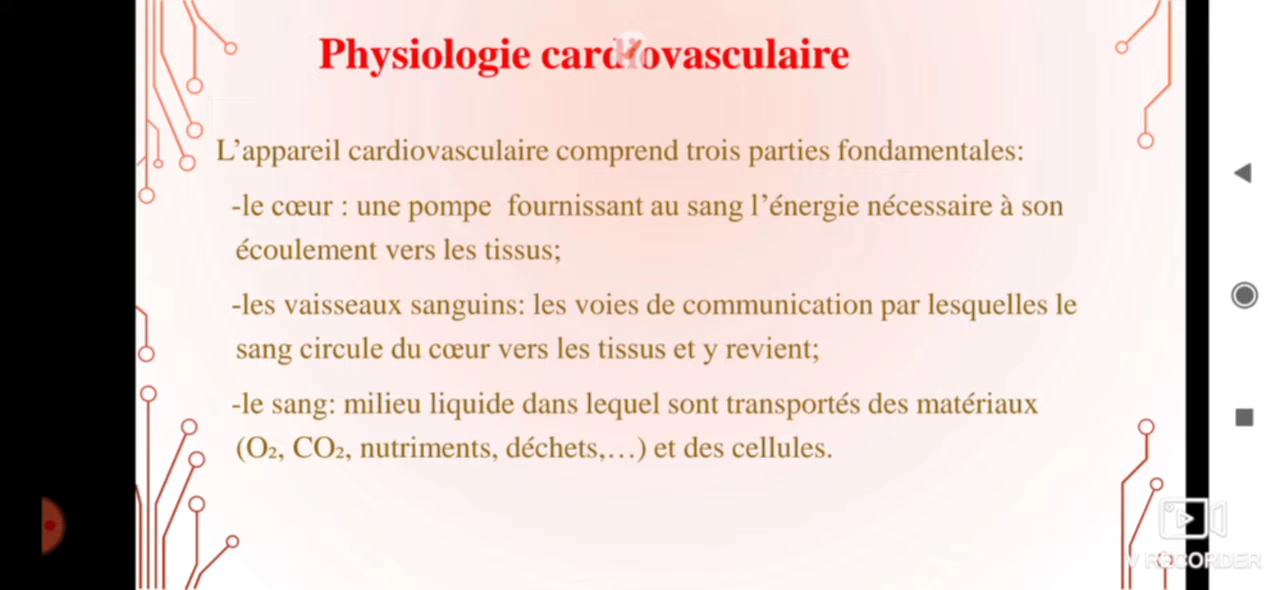 Physiologie cardiovasculaire
L’appareil cardiovasculaire comprend trois parties fondamentales:
-le cœur : une pompe fournissant au sang l’énergie nécessaire à son
écoulement vers les tissus;
-les vaisseaux sanguins: les voies de communication par lesquelles le
sang circule du cœur vers les tissus et y revient;
-le sang: milieu liquide dans lequel sont transportés des matériaux
(O₂, CO₂, nutriments, déchets,…) et des cellules.
V RECORDER